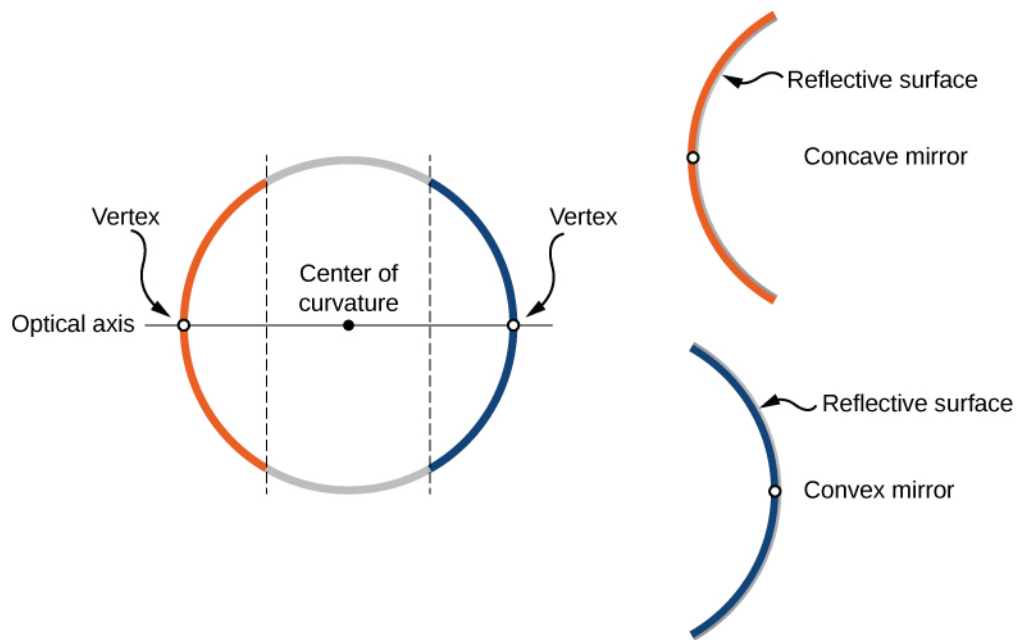 Vertex
Vertex
Center of
curvature
Optical axis
Reflective surface
Concave mirror
Reflective surface
Convex mirror